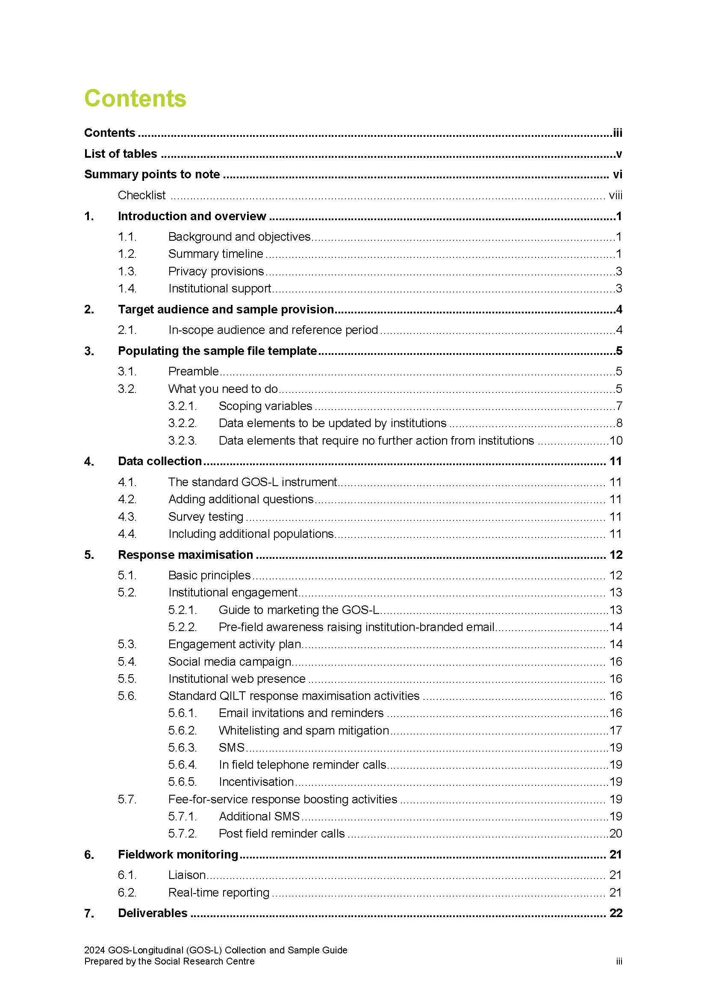 Contents
Contents ........ iii
List of tables ........ v
Summary points to note ........ vi
Checklist ........ viii
1. Introduction and overview ........ 1
1.1. Background and objectives ........ 1
1.2. Summary timeline ........ 1
1.3. Privacy provisions ........ 3
1.4. Institutional support ........ 3
2. Target audience and sample provision ........ 4
2.1. In-scope audience and reference period ........ 4
3. Populating the sample file template ........ 5
3.1. Preamble ........ 5
3.2. What you need to do ........ 5
3.2.1. Scoping variables ........ 7
3.2.2. Data elements to be updated by institutions ........ 8
3.2.3. Data elements that require no further action from institutions ........ 10
4. Data collection ........ 11
4.1. The standard GOS-L instrument ........ 11
4.2. Adding additional questions ........ 11
4.3. Survey testing ........ 11
4.4. Including additional populations ........ 11
5. Response maximisation ........ 12
5.1. Basic principles ........ 12
5.2. Institutional engagement ........ 13
5.2.1. Guide to marketing the GOS-L ........ 13
5.2.2. Pre-field awareness raising institution-branded email ........ 14
5.3. Engagement activity plan ........ 14
5.4. Social media campaign ........ 16
5.5. Institutional web presence ........ 16
5.6. Standard QILT response maximisation activities ........ 16
5.6.1. Email invitations and reminders ........ 16
5.6.2. Whitelisting and spam mitigation ........ 17
5.6.3. SMS ........ 19
5.6.4. In field telephone reminder calls ........ 19
5.6.5. Incentivisation ........ 19
5.7. Fee-for-service response boosting activities ........ 19
5.7.1. Additional SMS ........ 19
5.7.2. Post field reminder calls ........ 20
6. Fieldwork monitoring ........ 21
6.1. Liaison ........ 21
6.2. Real-time reporting ........ 21
7. Deliverables ........ 22
2024 GOS-Longitudinal (GOS-L) Collection and Sample Guide
Prepared by the Social Research Centre iii